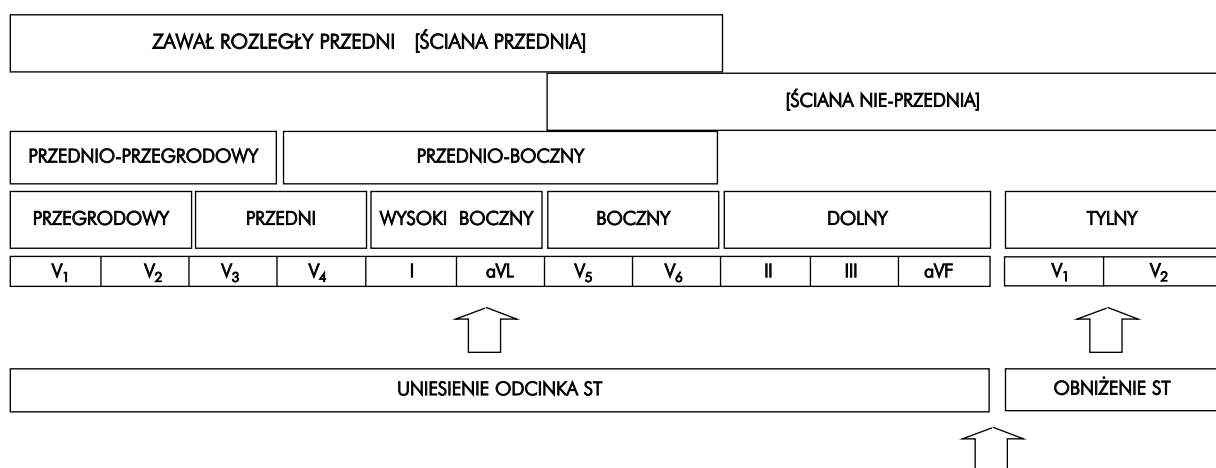 ZAWAŁ ROZLEGŁY PRZEDNI [ŚCIANA PRZEDNIA]
[ŚCIANA NIE-PRZEDNIA]
PRZEDNIO-PRZEGRODOWY PRZEDNIO-BOCZNY
PRZEGRODOWY PRZEDNI WYSOKI BOCZNY BOCZNY DOLNY TYLNY
V₁ V₂ V₃ V₄ I aVL V₅ V₆ II III aVF V₁ V₂
UNIESIENIE ODCINKA ST OBNIŻENIE ST